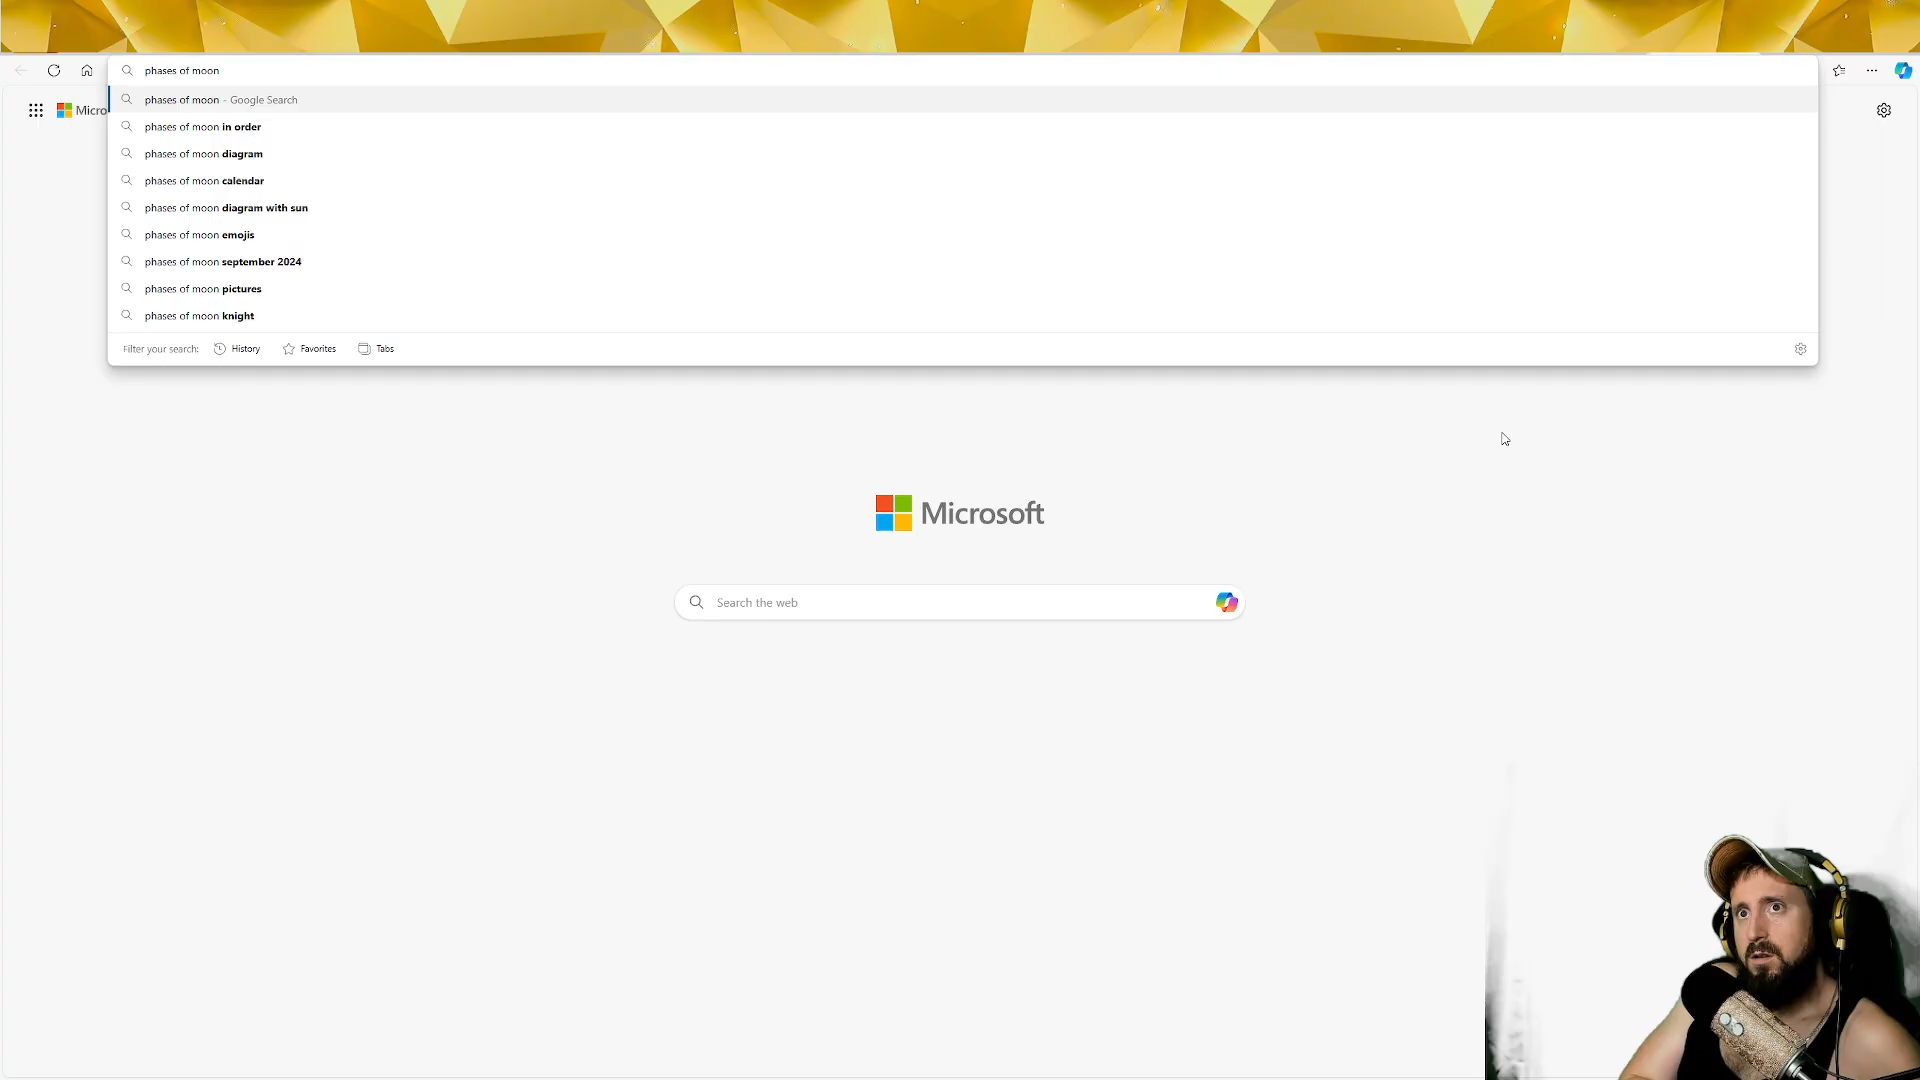 phases of moon
Micro
phases of moon - Google Search
phases of moon in order
phases of moon diagram
phases of moon calendar
phases of moon diagram with sun
phases of moon emojis
phases of moon september 2024
phases of moon pictures
phases of moon knight
Filter your search: History Favorites Tabs
Microsoft
Search the web